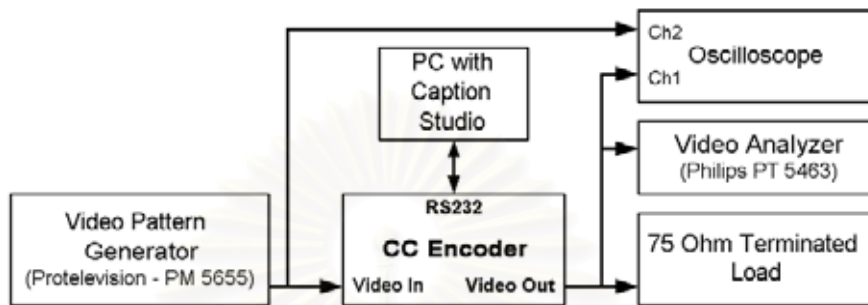 Ch2
Oscilloscope
Ch1
PC with
Caption
Studio
Video Analyzer
(Philips PT 5463)
RS232
CC Encoder
Video In
Video Out
Video Pattern
Generator
(Protelevision - PM 5655)
75 Ohm Terminated
Load